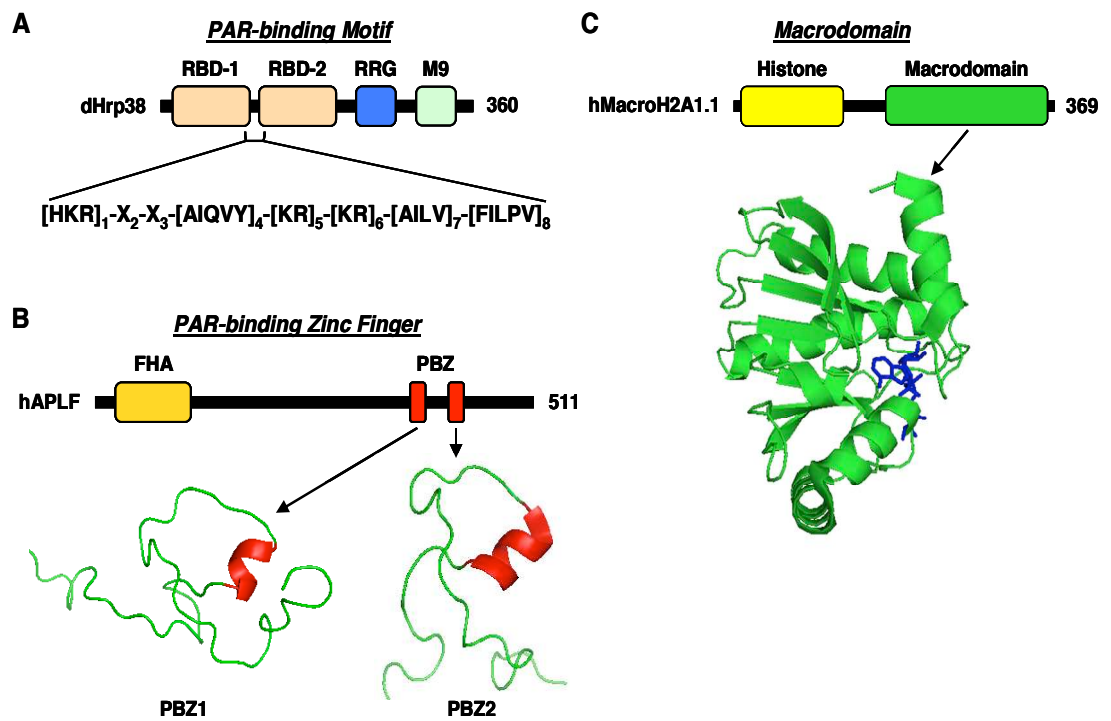 A
PAR-binding Motif
RBD-1 RBD-2 RRG M9
dHrp38 360
[HKR]1-X2-X3-[AIQVY]4-[KR]5-[KR]6-[AILV]7-[FILPV]8
B
PAR-binding Zinc Finger
FHA PBZ
hAPLF 511
PBZ1 PBZ2
C
Macrodomain
Histone Macrodomain
hMacroH2A1.1 369